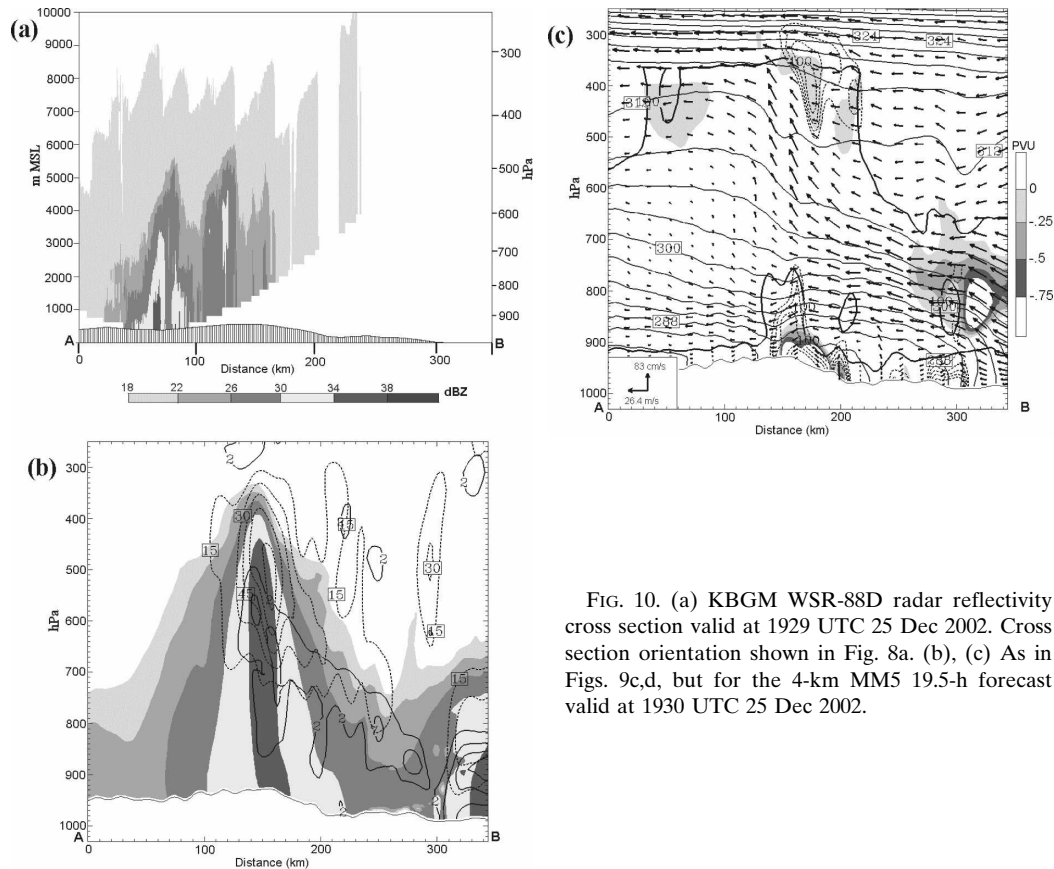 (a)
m MSL
10000
9000
8000
7000
6000
5000
4000
3000
2000
1000
A
0
100
200
300
B
Distance (km)
300
400
500
600
700
800
900
hPa
18 22 26 30 34 38 dBZ
(b)
hPa
300
400
500
600
700
800
900
1000
2
2
30
15
15
2
30
45
15
15
15
2
2
2
A
0
100
200
300
B
Distance (km)
(c)
hPa
300
400
500
600
700
800
900
1000
324
324
312
300
288
288
83 cm/s
26.4 m/s
A
0
100
200
300
B
Distance (km)
PVU
0
-.25
-.5
-.75
FIG. 10. (a) KBGM WSR-88D radar reflectivity
cross section valid at 1929 UTC 25 Dec 2002. Cross
section orientation shown in Fig. 8a. (b), (c) As in
Figs. 9c,d, but for the 4-km MM5 19.5-h forecast
valid at 1930 UTC 25 Dec 2002.